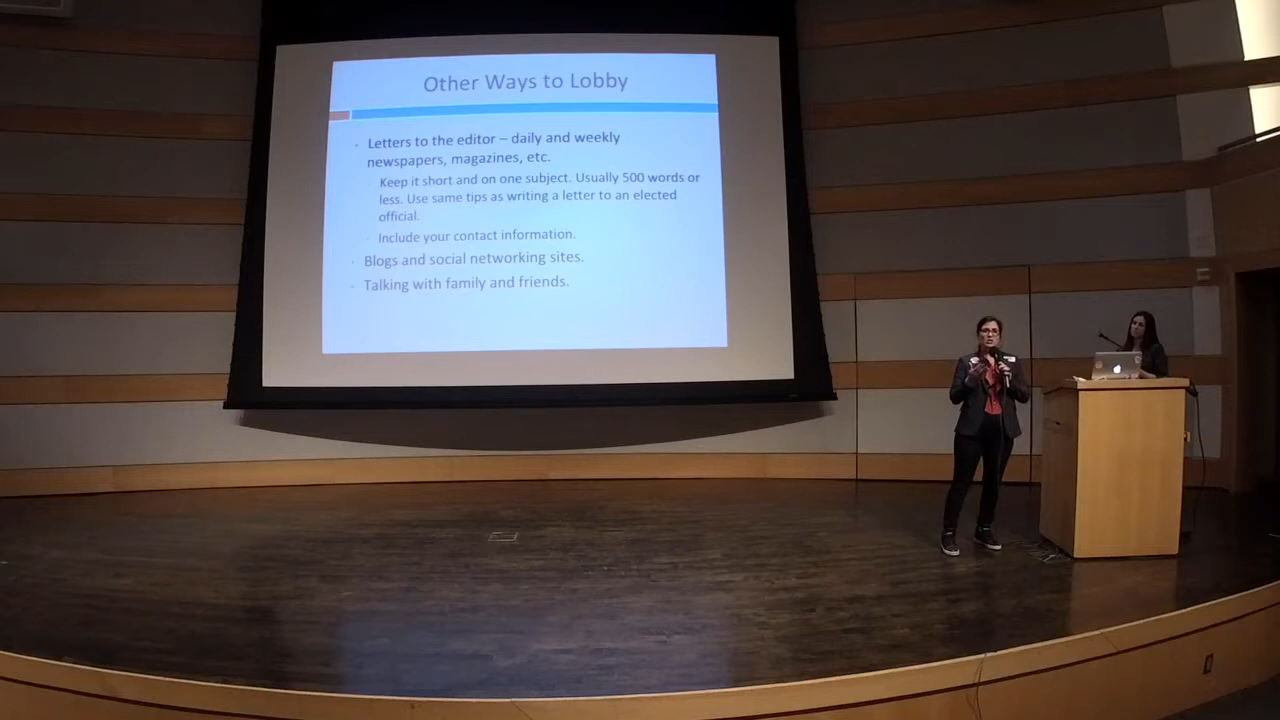 Other Ways to Lobby
Letters to the editor – daily and weekly
newspapers, magazines, etc.
Keep it short and on one subject. Usually 500 words or
less. Use same tips as writing a letter to an elected
official.
Include your contact information.
Blogs and social networking sites.
Talking with family and friends.